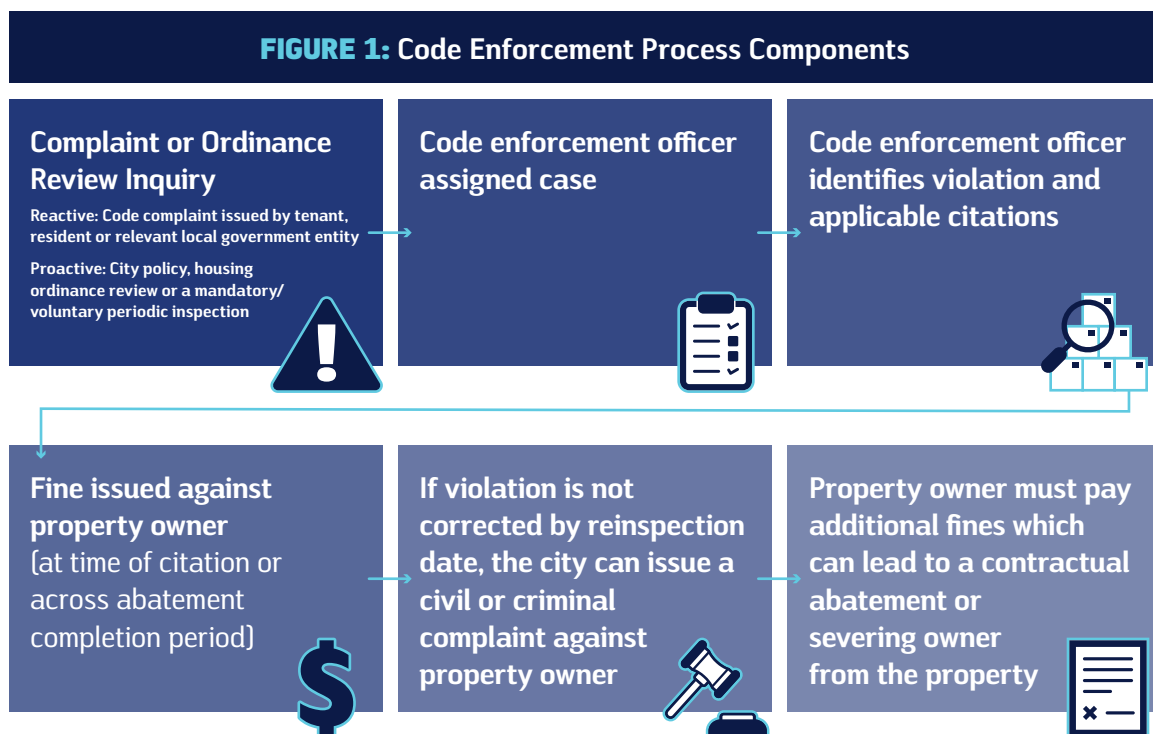 FIGURE 1: Code Enforcement Process Components
Complaint or Ordinance
Review Inquiry
Reactive: Code complaint issued by tenant,
resident or relevant local government entity
Proactive: City policy, housing
ordinance review or a mandatory/
voluntary periodic inspection
Code enforcement officer
assigned case
Code enforcement officer
identifies violation and
applicable citations
Fine issued against
property owner
(at time of citation or
across abatement
completion period)
If violation is not
corrected by reinspection
date, the city can issue a
civil or criminal
complaint against
property owner
Property owner must pay
additional fines which
can lead to a contractual
abatement or
severing owner
from the property